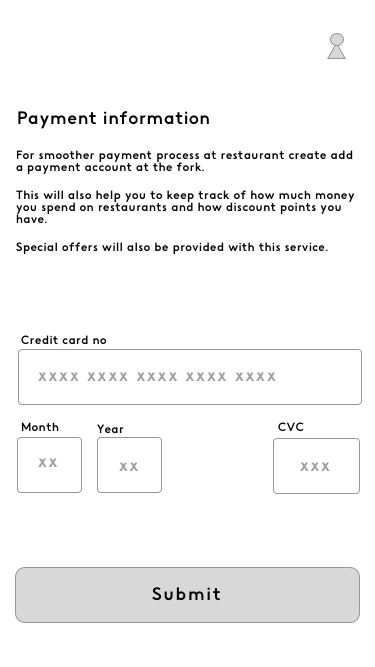 Payment information
For smoother payment process at restaurant create add
a payment account at the fork.
This will also help you to keep track of how much money
you spend on restaurants and how discount points you
have.
Special offers will also be provided with this service.
Credit card no
xxxx xxxx xxxx xxxx xxxx
Month Year CVC
xx xx xxx
Submit